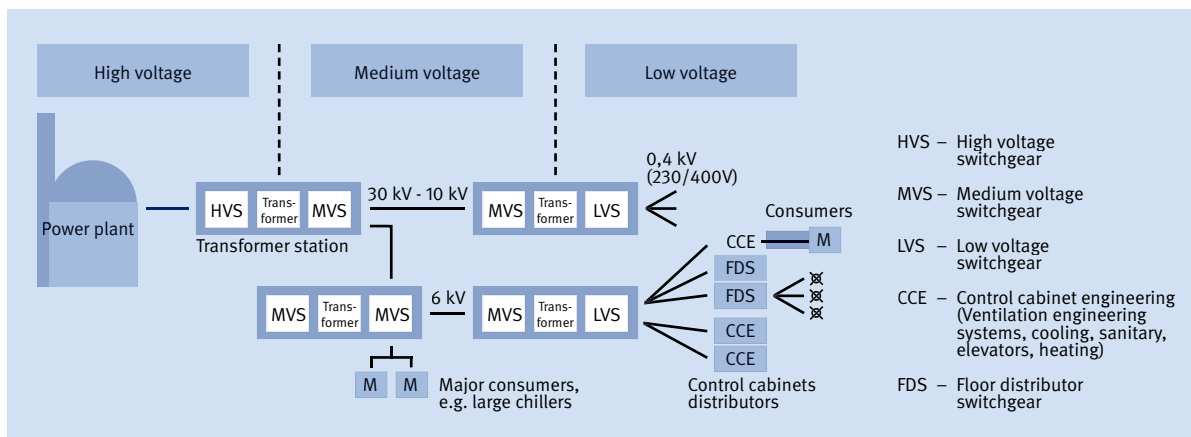 High voltage
Medium voltage
Low voltage
Power plant
HVS
Trans-
former
MVS
Transformer station
30 kV - 10 kV
MVS
Trans-
former
LVS
0,4 kV
(230/400V)
MVS
Trans-
former
MVS
6 kV
MVS
Trans-
former
LVS
M
M
Major consumers,
e.g. large chillers
Consumers
CCE
M
FDS
FDS
CCE
CCE
Control cabinets
distributors
HVS – High voltage
switchgear
MVS – Medium voltage
switchgear
LVS – Low voltage
switchgear
CCE – Control cabinet engineering
(Ventilation engineering
systems, cooling, sanitary,
elevators, heating)
FDS – Floor distributor
switchgear